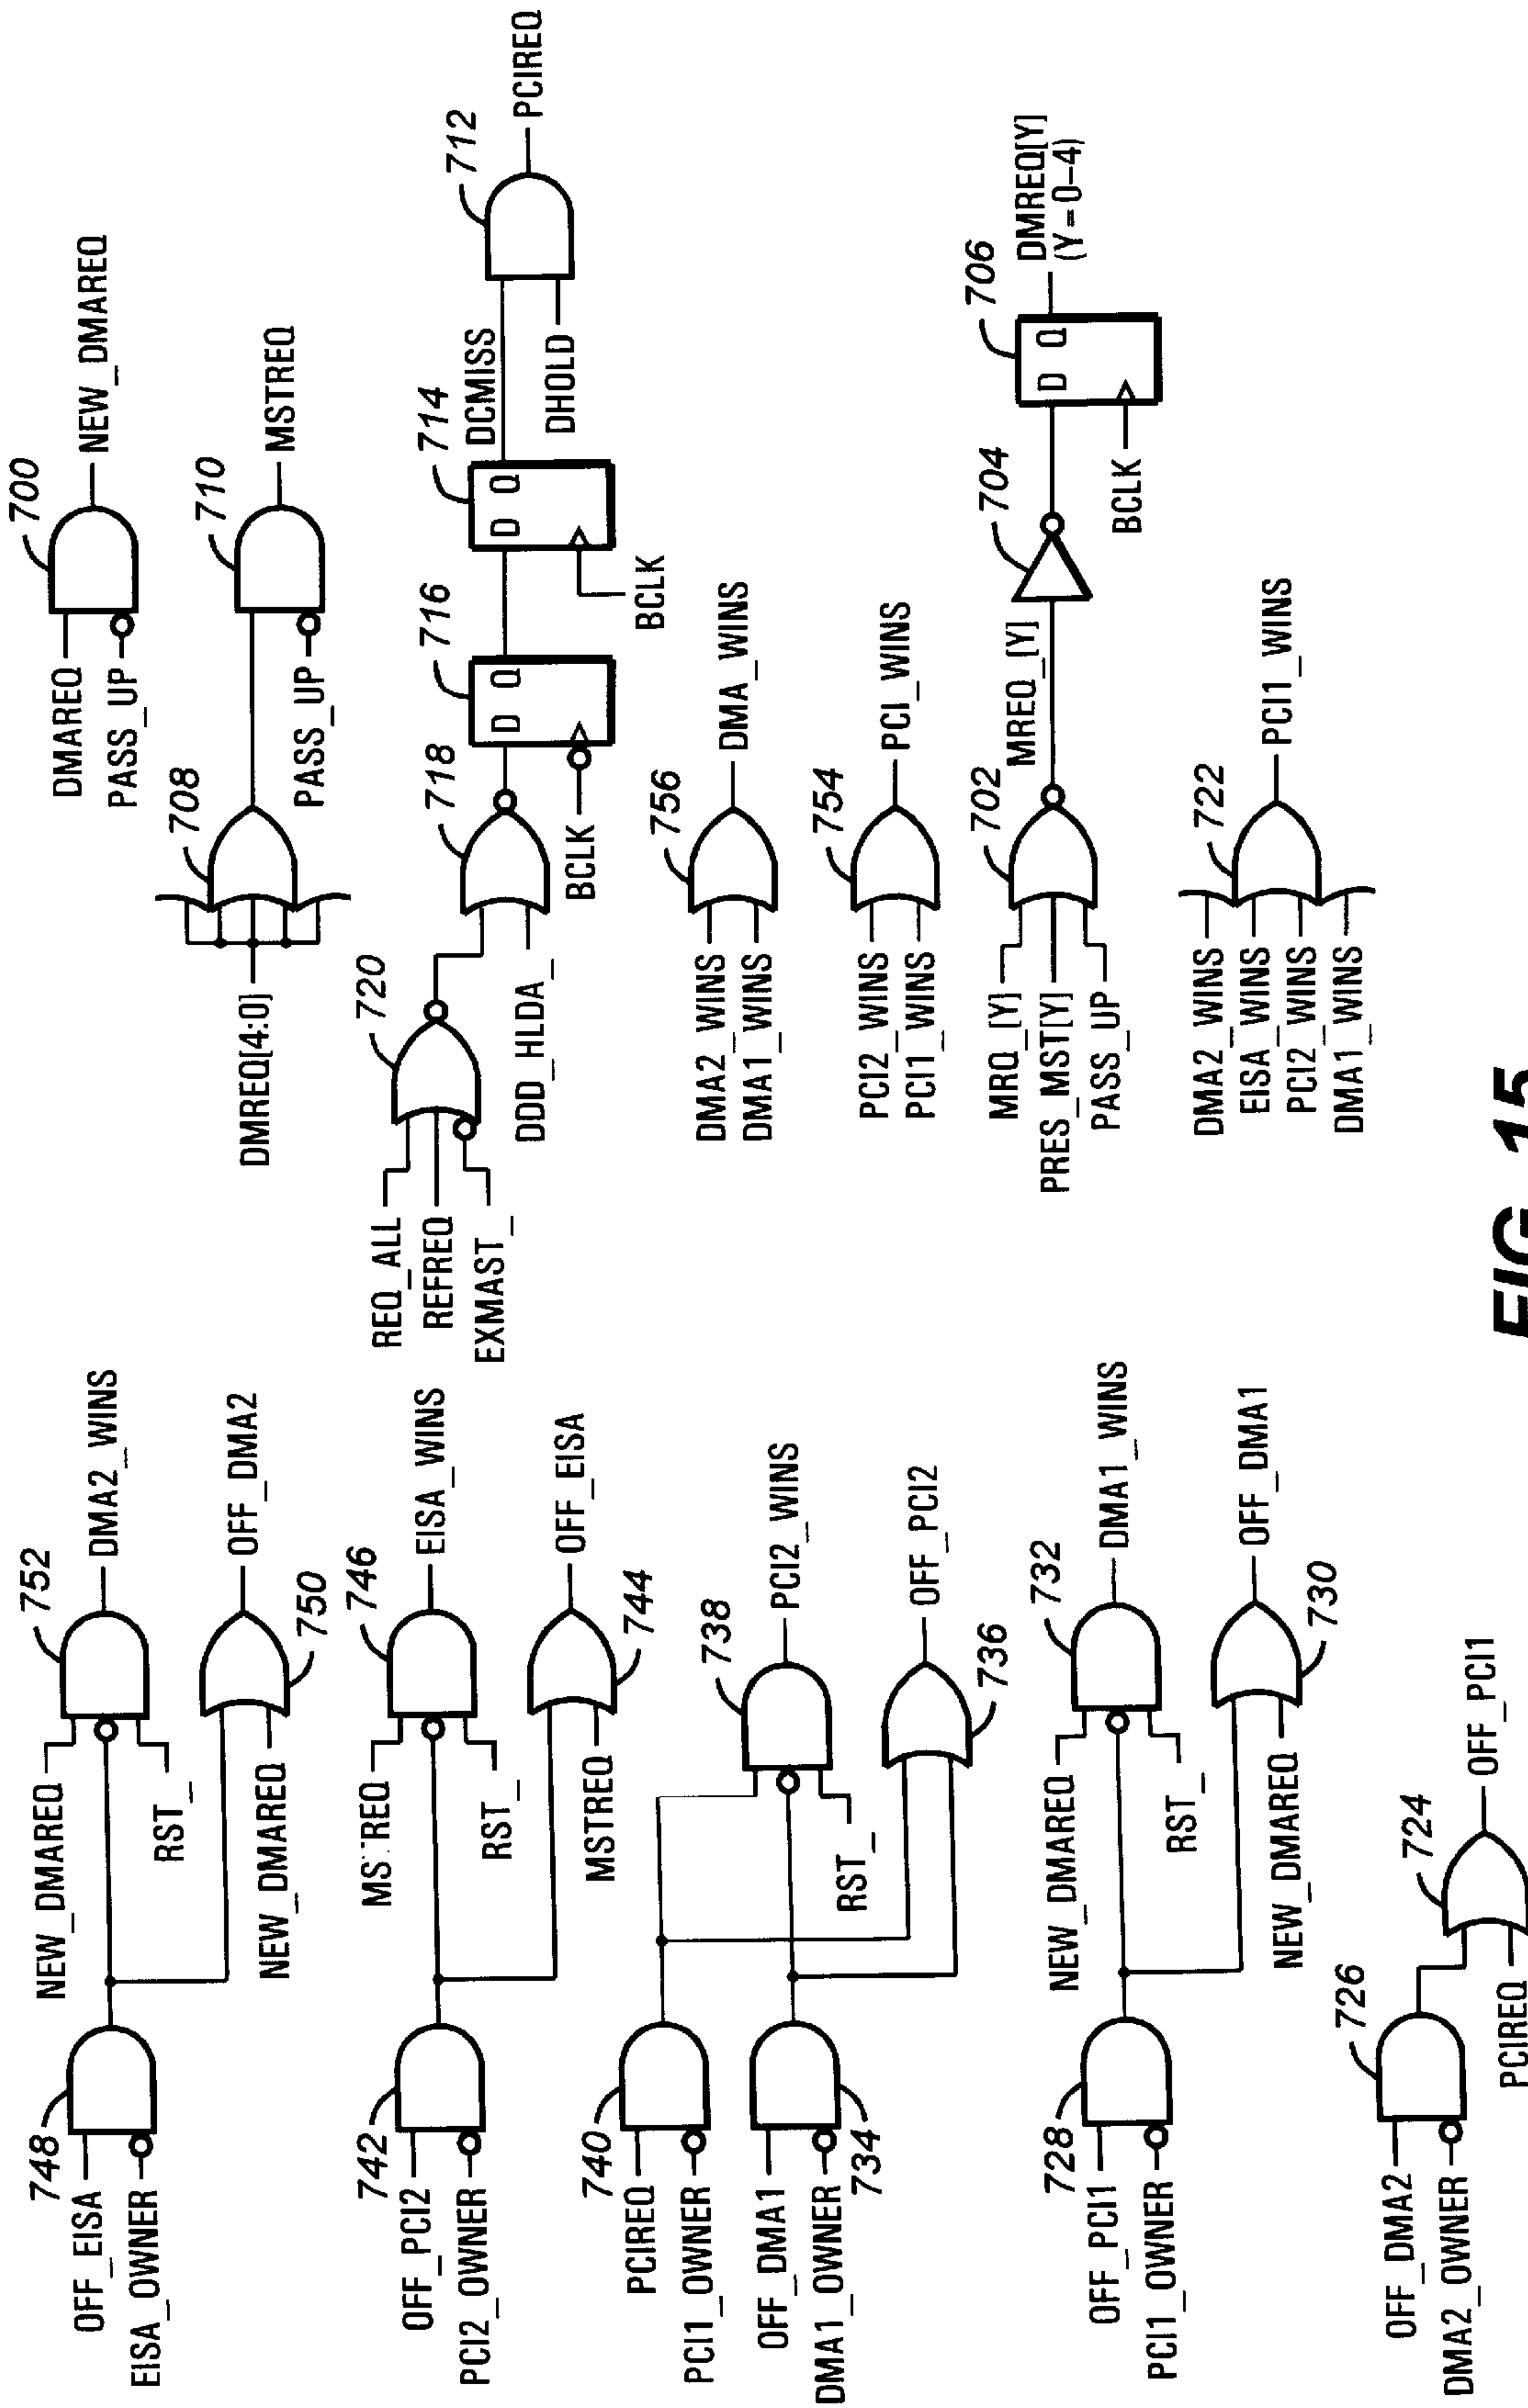 748
OFF_EISA
EISA_OWNER
NEW_DMAREQ
RST_
752
DMA2_WINS
OFF_DMA2
750
NEW_DMAREQ
742
OFF_PCI2
PCI2_OWNER
MSTREQ
RST_
746
EISA_WINS
OFF_EISA
744
MSTREQ
740
PCIREQ
PCI1_OWNER
OFF_DMA1
DMA1_OWNER
734
RST_
738
PCI2_WINS
OFF_PCI2
736
728
OFF_PCI1
PCI1_OWNER
NEW_DMAREQ
RST_
732
DMA1_WINS
OFF_DMA1
730
NEW_DMAREQ
726
OFF_DMA2
DMA2_OWNER
724
PCIREQ
OFF_PCI1
700
DMAREQ
PASS_UP
NEW_DMAREQ
708
DMREQ[4:0]
710
PASS_UP
MSTREQ
720
REQ_ALL
REFREQ
EXMAST_
DDD_HLDA_
718
716
D Q
BCLK
714
D Q
BCLK
DCMISS
DHOLD
712
PCIREQ
756
DMA2_WINS
DMA1_WINS
DMA_WINS
754
PCI2_WINS
PCI1_WINS
PCI_WINS
702
MRQ_[Y]
PRES_MST[Y]
PASS_UP
MREQ_[Y]
704
706
D Q
BCLK
DMREQ[Y]
(Y=0-4)
722
DMA2_WINS
EISA_WINS
PCI2_WINS
DMA1_WINS
PCI1_WINS
FIG. 15